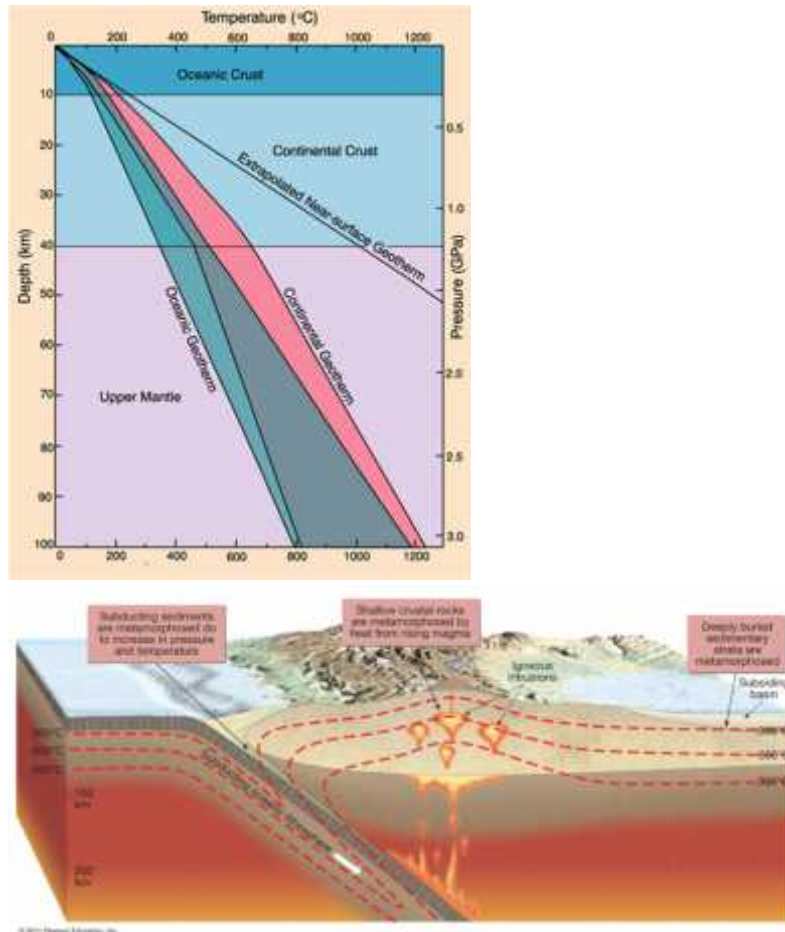 Temperature (°C)
0 200 400 600 800 1000 1200
Oceanic Crust
10
0.5
Continental Crust
20
Extrapolated Near-surface Geotherm
30
1.0
40
Depth (km)
Pressure (GPa)
50
Oceanic Geotherm
Continental Geotherm
60
2.0
Upper Mantle
70
2.5
80
90
3.0
100
0 200 400 600 800 1000 1200
Subducting sediments
are metamorphosed do
to increase in pressure
and temperature
Shallow crustal rocks
are metamorphosed by
heat from rising magma
Deeply buried
sedimentary
strata are
metamorphosed
Igneous
intrusions
Subsiding
basin
100
km
200
km